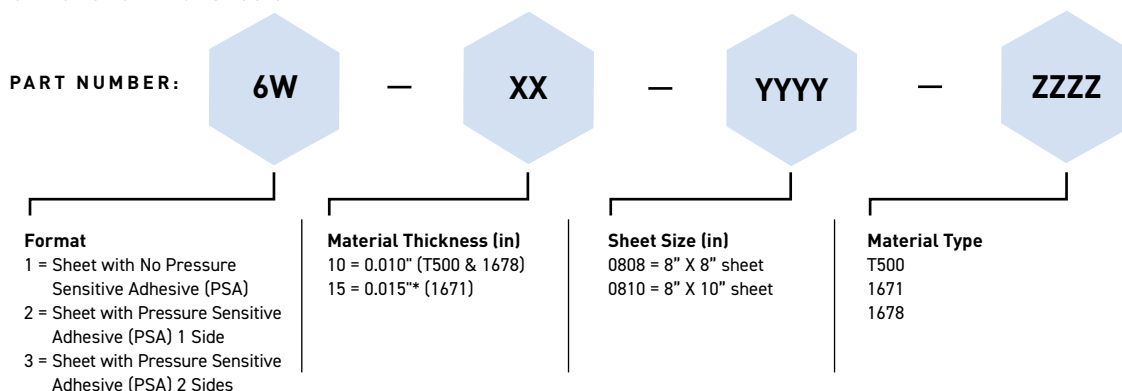 PART NUMBER:
6W — XX — YYYY — ZZZZ
Format
1 = Sheet with No Pressure
Sensitive Adhesive (PSA)
2 = Sheet with Pressure Sensitive
Adhesive (PSA) 1 Side
3 = Sheet with Pressure Sensitive
Adhesive (PSA) 2 Sides
Material Thickness (in)
10 = 0.010" (T500 & 1678)
15 = 0.015"* (1671)
Sheet Size (in)
0808 = 8” X 8” sheet
0810 = 8” X 10” sheet
Material Type
T500
1671
1678